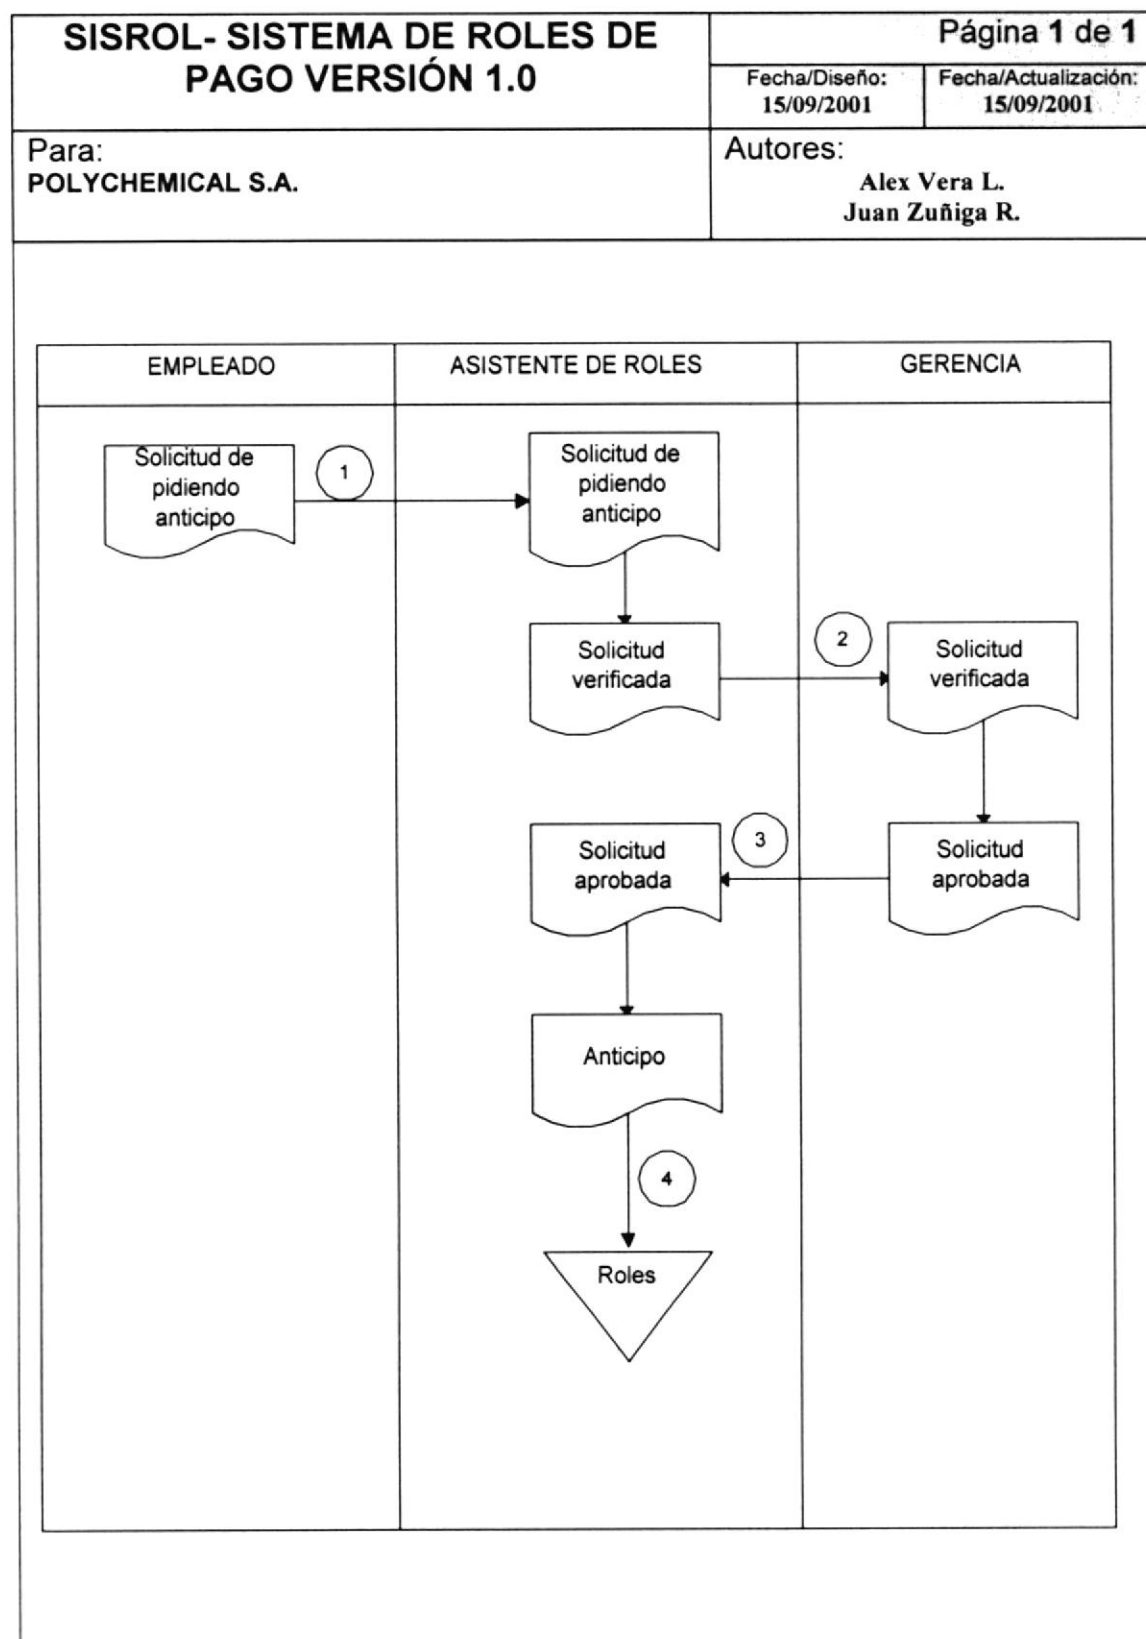 SISROL- SISTEMA DE ROLES DE
PAGO VERSIÓN 1.0
Página 1 de 1
Fecha/Diseño:
15/09/2001
Fecha/Actualización:
15/09/2001
Para:
POLYCHEMICAL S.A.
Autores:
Alex Vera L.
Juan Zuñiga R.
EMPLEADO
ASISTENTE DE ROLES
GERENCIA
Solicitud de
pidiendo
anticipo
1
Solicitud de
pidiendo
anticipo
Solicitud
verificada
2
Solicitud
verificada
Solicitud
aprobada
3
Solicitud
aprobada
Anticipo
4
Roles